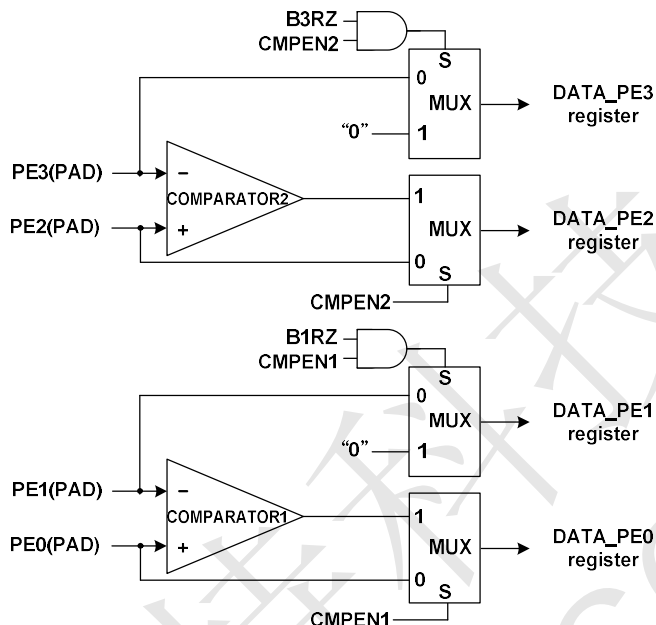 B3RZ
CMPEN2
S
0
MUX
DATA_PE3
register
“0”
1
PE3(PAD)
−
COMPARATOR2
PE2(PAD)
+
1
MUX
DATA_PE2
register
0
S
CMPEN2
B1RZ
CMPEN1
S
0
MUX
DATA_PE1
register
“0”
1
PE1(PAD)
−
COMPARATOR1
PE0(PAD)
+
1
MUX
DATA_PE0
register
0
S
CMPEN1
科技